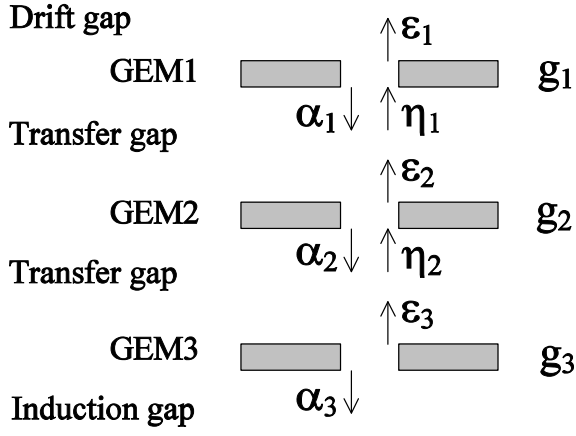 Drift gap
ε1
GEM1
g1
α1
η1
Transfer gap
ε2
GEM2
g2
α2
η2
Transfer gap
ε3
GEM3
g3
α3
Induction gap